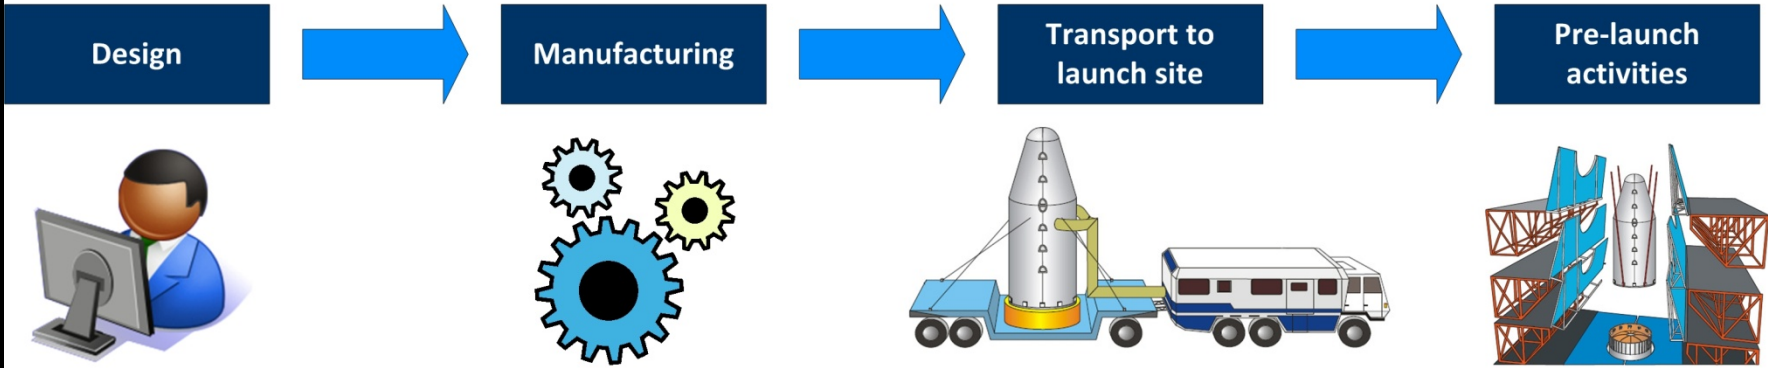 Design
Manufacturing
Transport to
launch site
Pre-launch
activities